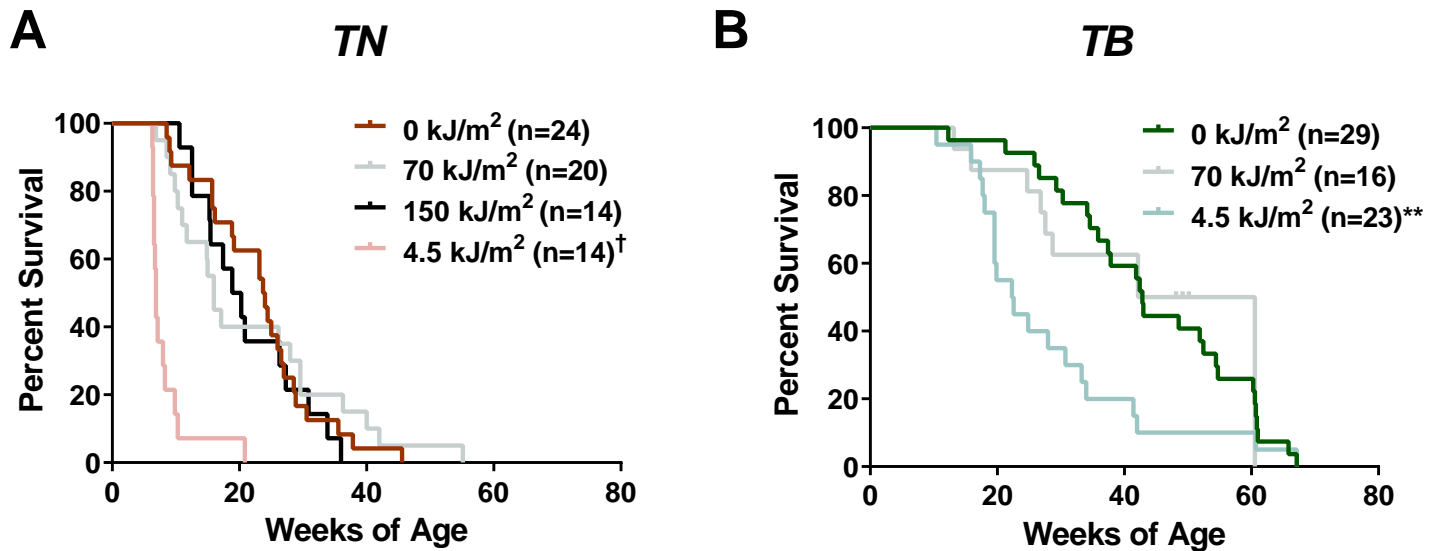 A
TN
100
80
60
40
20
0
Percent Survival
0 kJ/m² (n=24)
70 kJ/m² (n=20)
150 kJ/m² (n=14)
4.5 kJ/m² (n=14)†
0 20 40 60 80
Weeks of Age
B
TB
100
80
60
40
20
0
Percent Survival
0 kJ/m² (n=29)
70 kJ/m² (n=16)
4.5 kJ/m² (n=23)**
0 20 40 60 80
Weeks of Age